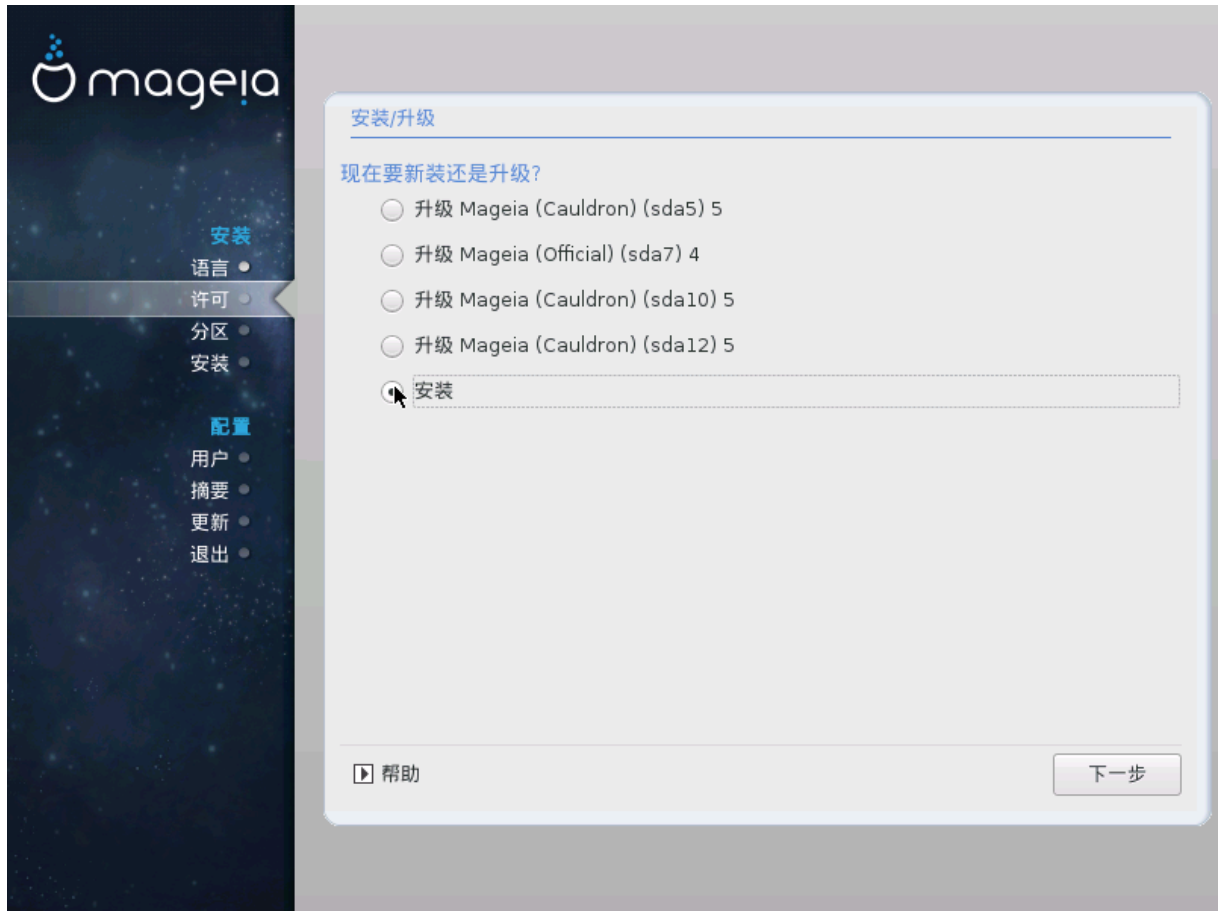 mageia
安装
语言
许可
分区
安装
配置
用户
摘要
更新
退出
安装/升级
现在要新装还是升级?
升级 Mageia (Cauldron) (sda5) 5
升级 Mageia (Official) (sda7) 4
升级 Mageia (Cauldron) (sda10) 5
升级 Mageia (Cauldron) (sda12) 5
安装
帮助
下一步